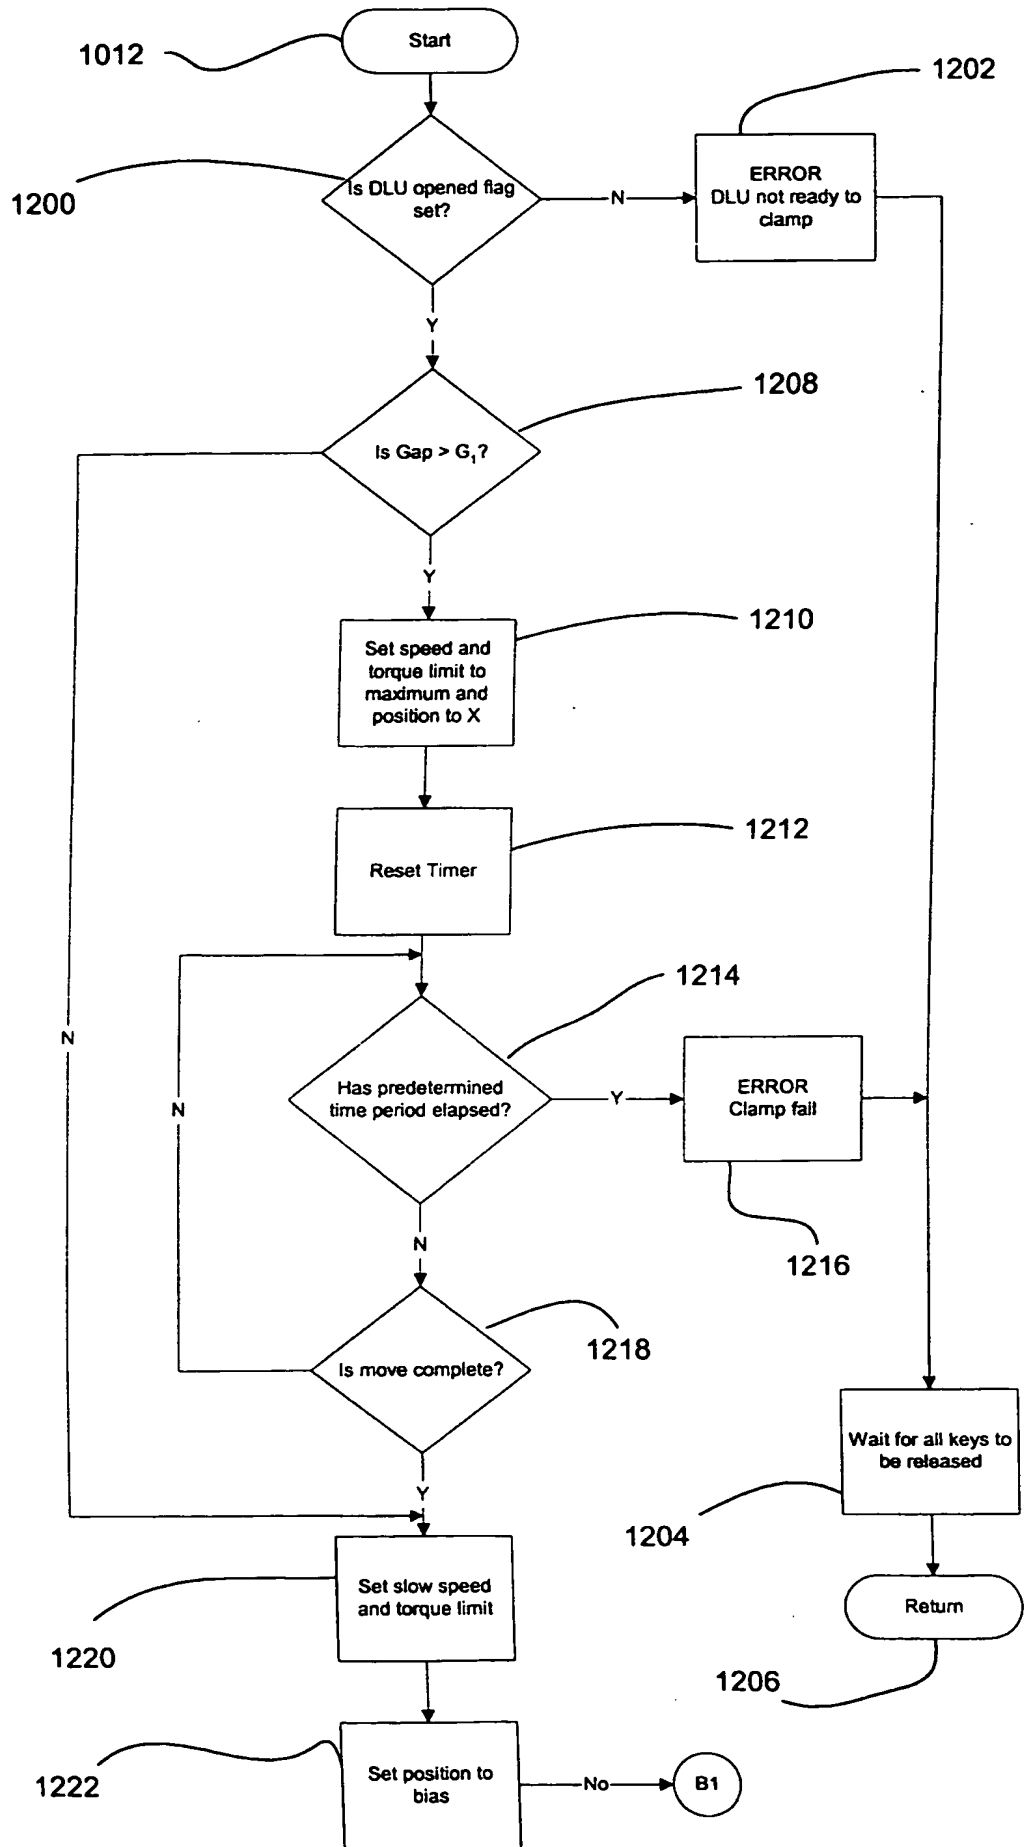 Start
1012
1202
Is DLU opened flag
set?
N
ERROR
DLU not ready to
clamp
1200
Y
1208
Is Gap > G₁?
Y
1210
Set speed and
torque limit to
maximum and
position to X
1212
Reset Timer
1214
N
N
Has predetermined
time period elapsed?
Y
ERROR
Clamp fail
N
1216
1218
Is move complete?
Wait for all keys to
be released
Y
1204
Set slow speed
and torque limit
Return
1220
1206
Set position to
bias
No
B1
1222